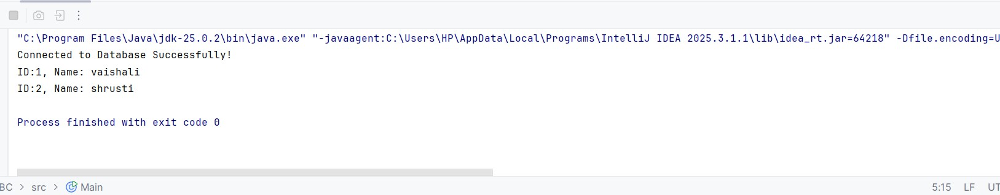 "C:\Program Files\Java\jdk-25.0.2\bin\java.exe" "-javaagent:C:\Users\HP\AppData\Local\Programs\IntelliJ IDEA 2025.3.1.1\lib\idea_rt.jar=64218" -Dfile.encoding=U
Connected to Database Successfully!
ID:1, Name: vaishali
ID:2, Name: shrusti
Process finished with exit code 0
BC > src > Main 5:15 LF UT